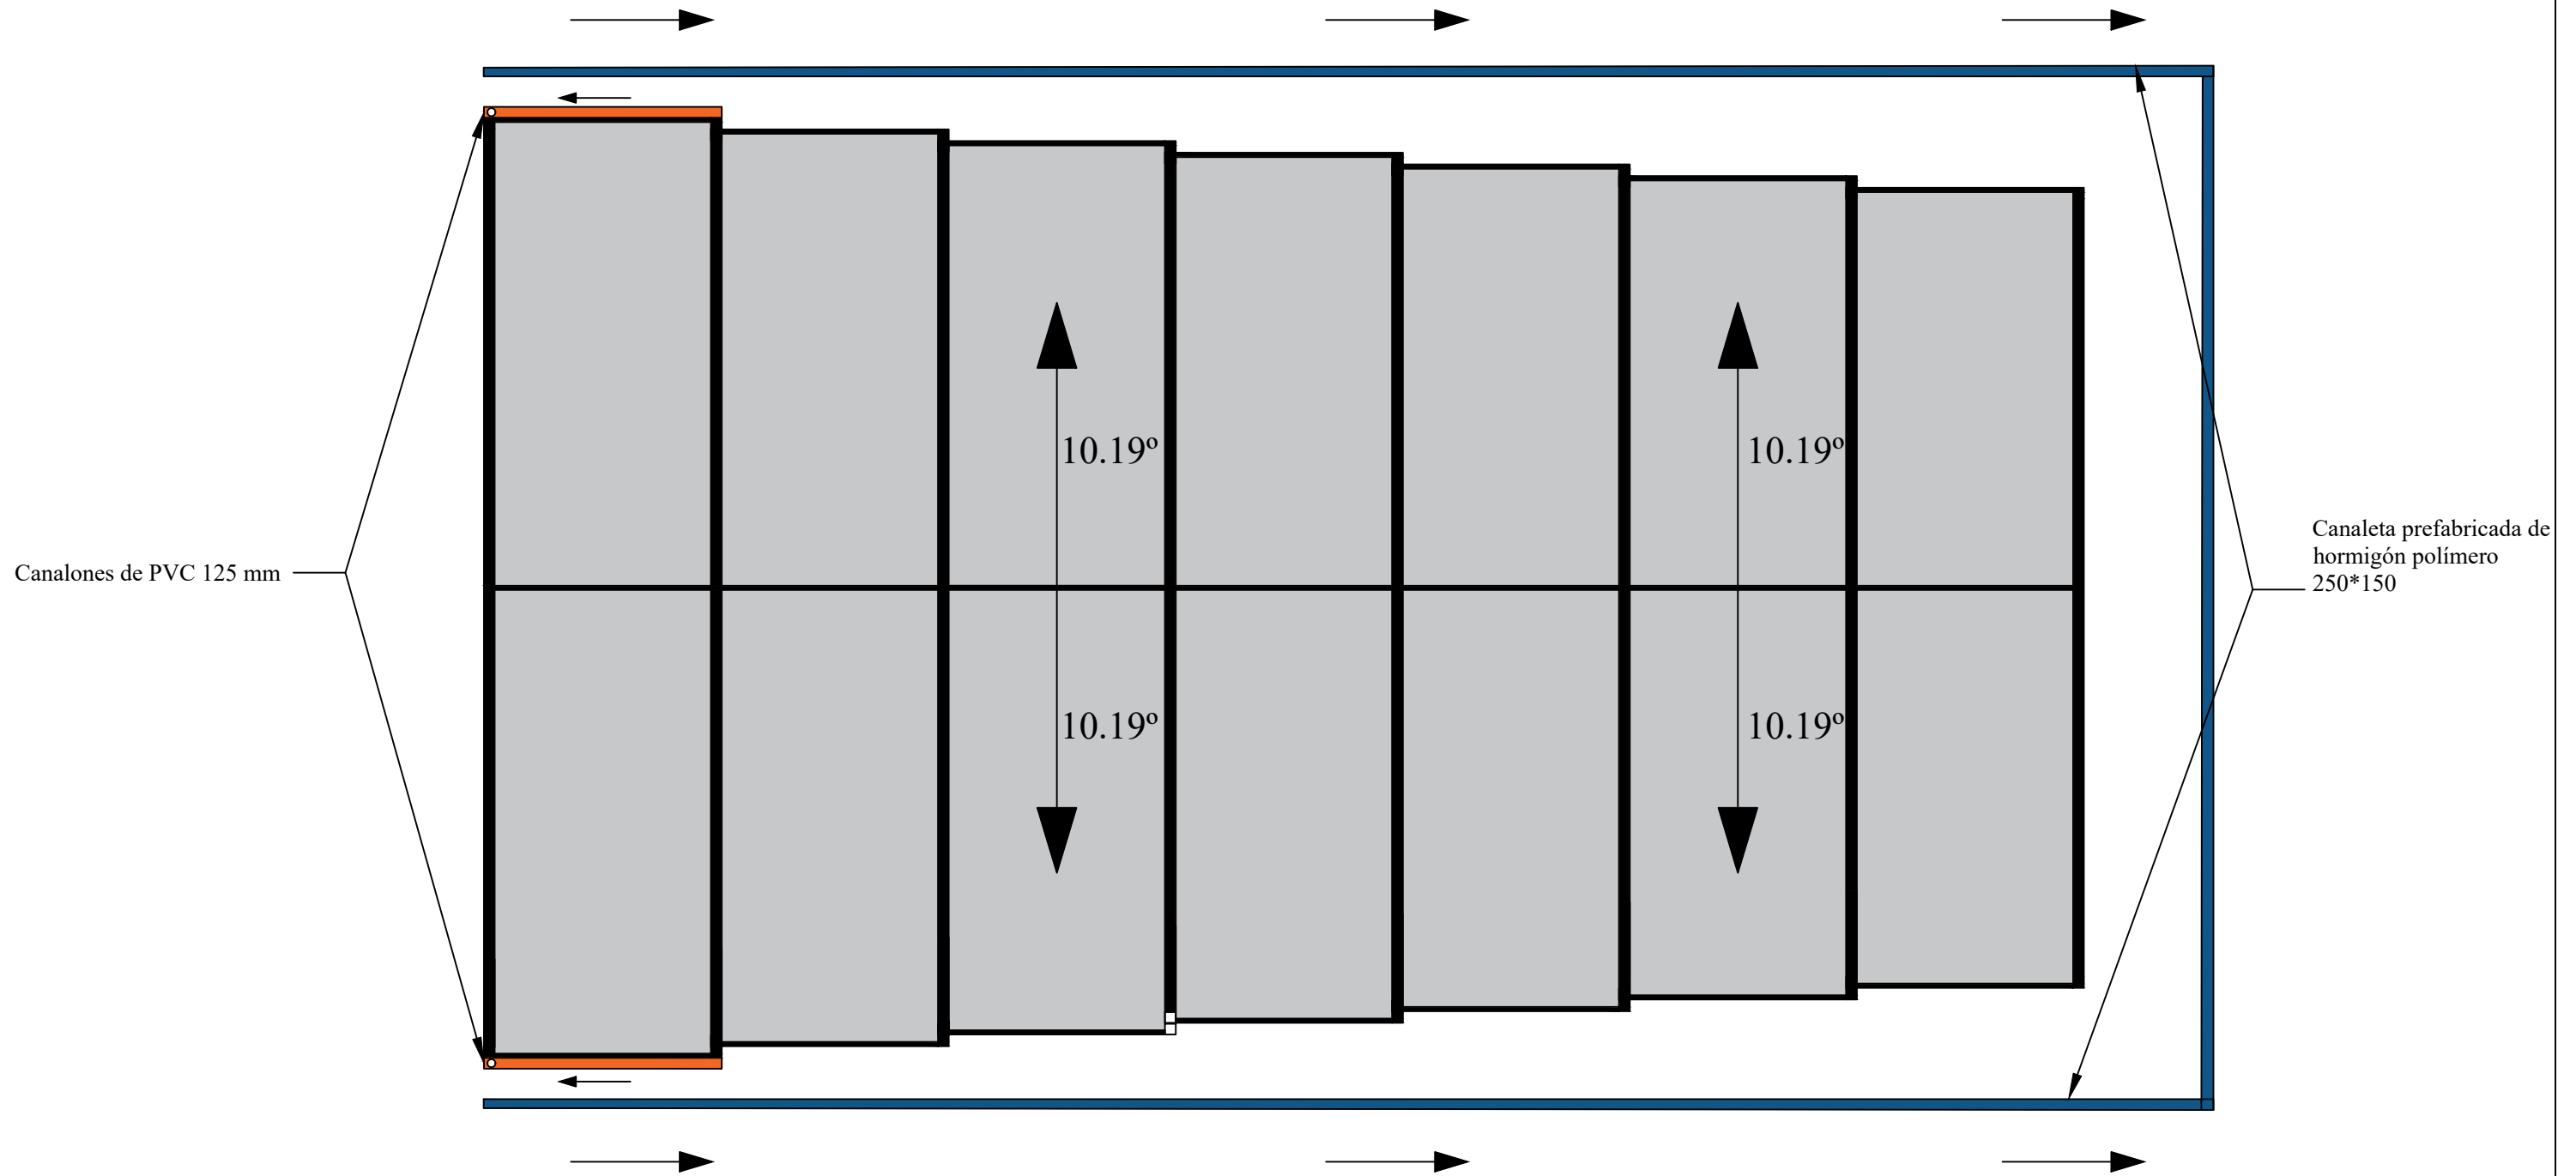 10.19º
10.19º
Canalones de PVC 125 mm
Canaleta prefabricada de
hormigón polímero
250*150
10.19º
10.19º